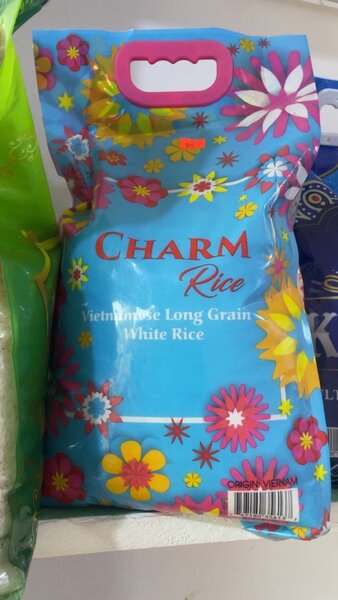 CHARM
Rice
Vietnamese Long Grain
White Rice
ORIGIN: VIETNAM